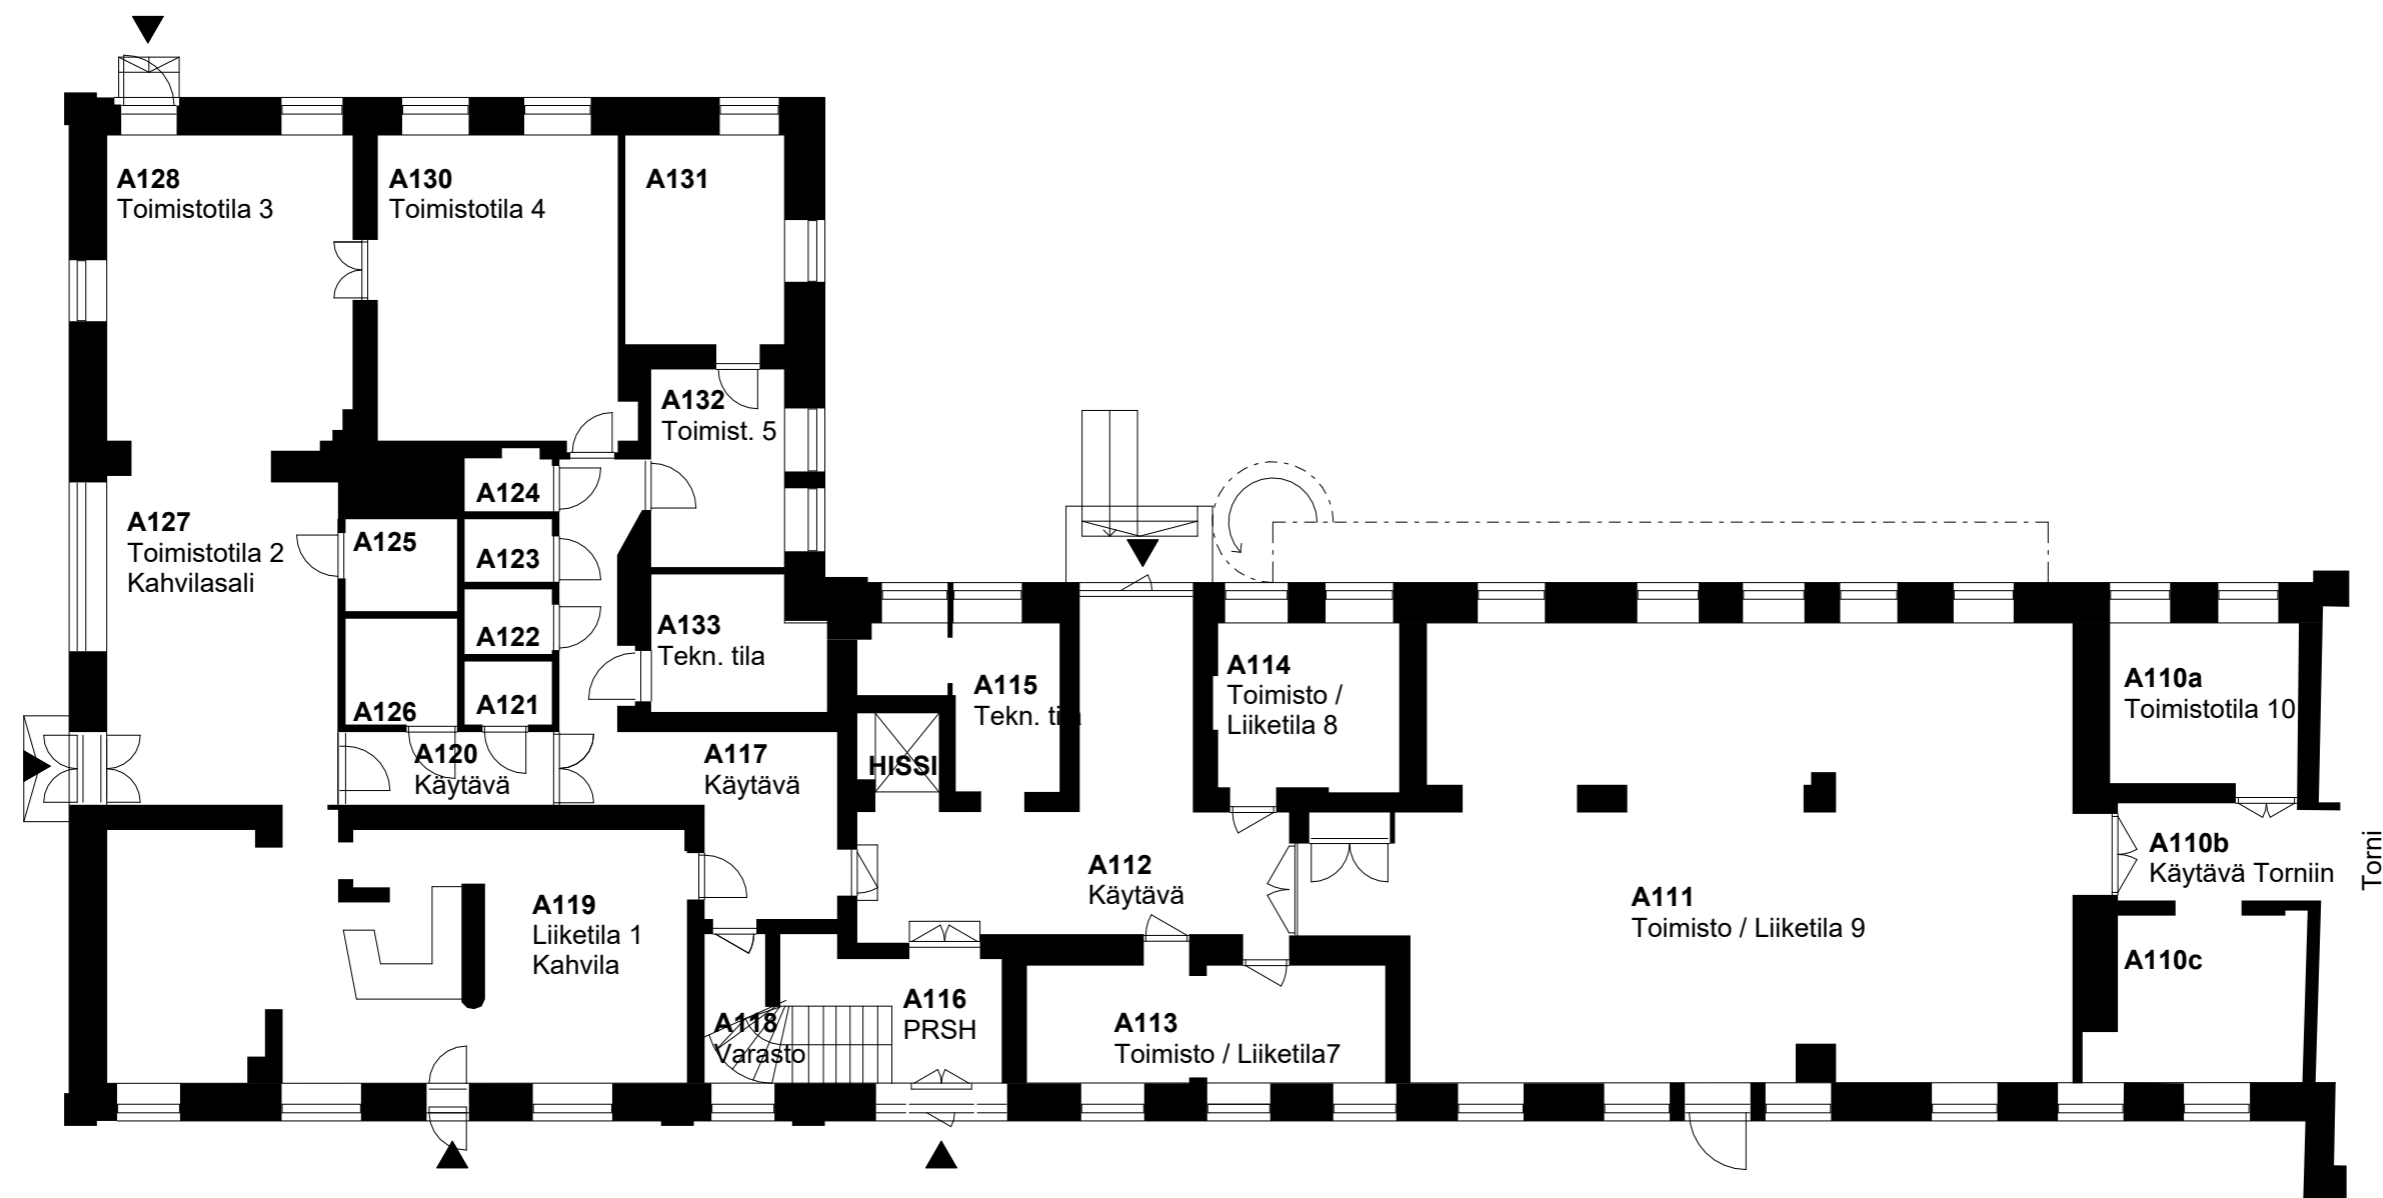 A128
Toimistotila 3
A130
Toimistotila 4
A131
A132
Toimist. 5
A124
A127
Toimistotila 2
Kahvilasali
A125
A123
A122
A133
Tekn. tila
A126
A121
A120
Käytävä
A117
Käytävä
HISSI
A115
Tekn. tila
A114
Toimisto /
Liiketila 8
A110a
Toimistotila 10
A110b
Käytävä Torniin
Torni
A112
Käytävä
A111
Toimisto / Liiketila 9
A119
Liiketila 1
Kahvila
A110c
A116
PRSH
A118
Varasto
A113
Toimisto / Liiketila7